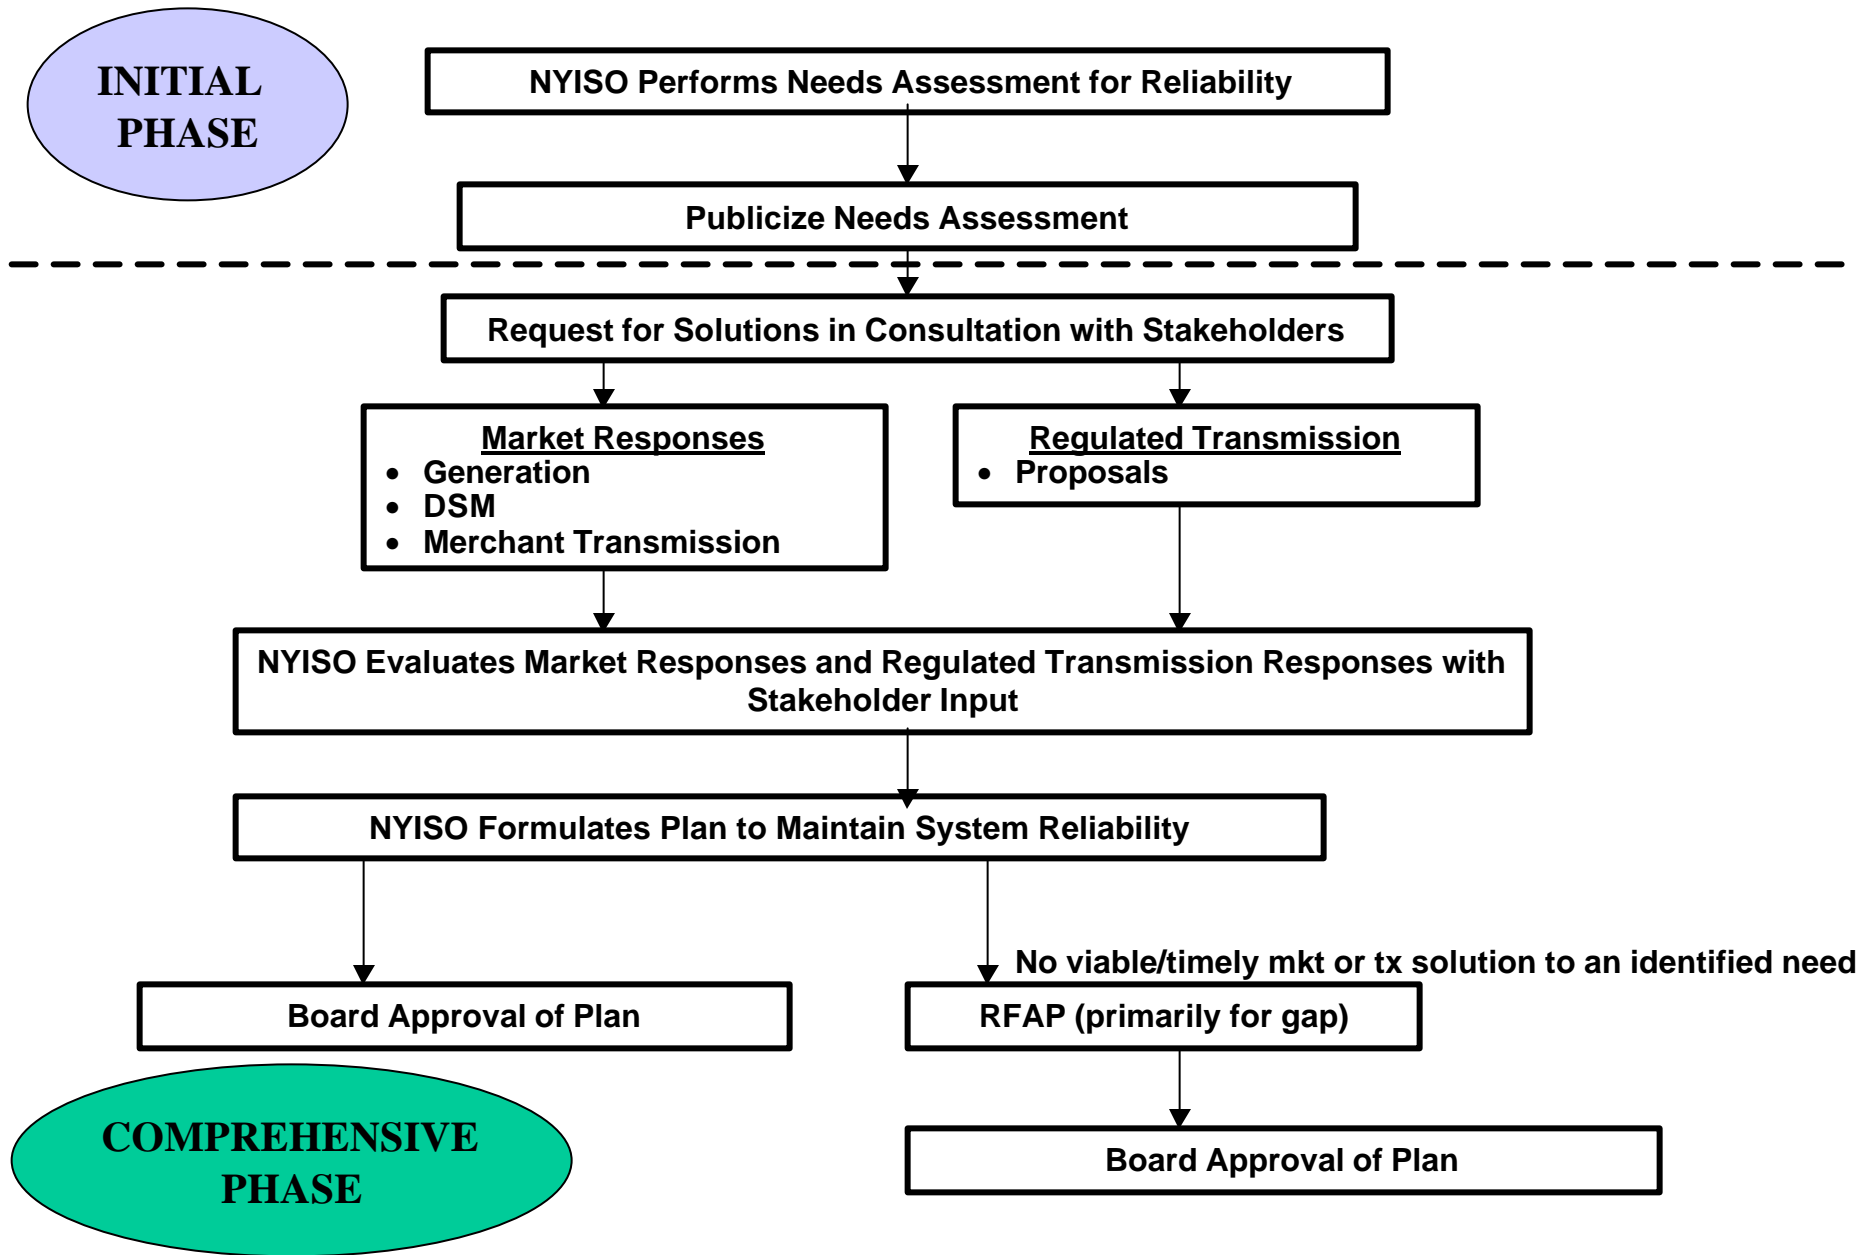 INITIAL
PHASE
NYISO Performs Needs Assessment for Reliability
Publicize Needs Assessment
Request for Solutions in Consultation with Stakeholders
Market Responses
• Generation
• DSM
• Merchant Transmission
Regulated Transmission
• Proposals
NYISO Evaluates Market Responses and Regulated Transmission Responses with
Stakeholder Input
NYISO Formulates Plan to Maintain System Reliability
No viable/timely mkt or tx solution to an identified need
Board Approval of Plan
RFAP (primarily for gap)
COMPREHENSIVE
PHASE
Board Approval of Plan